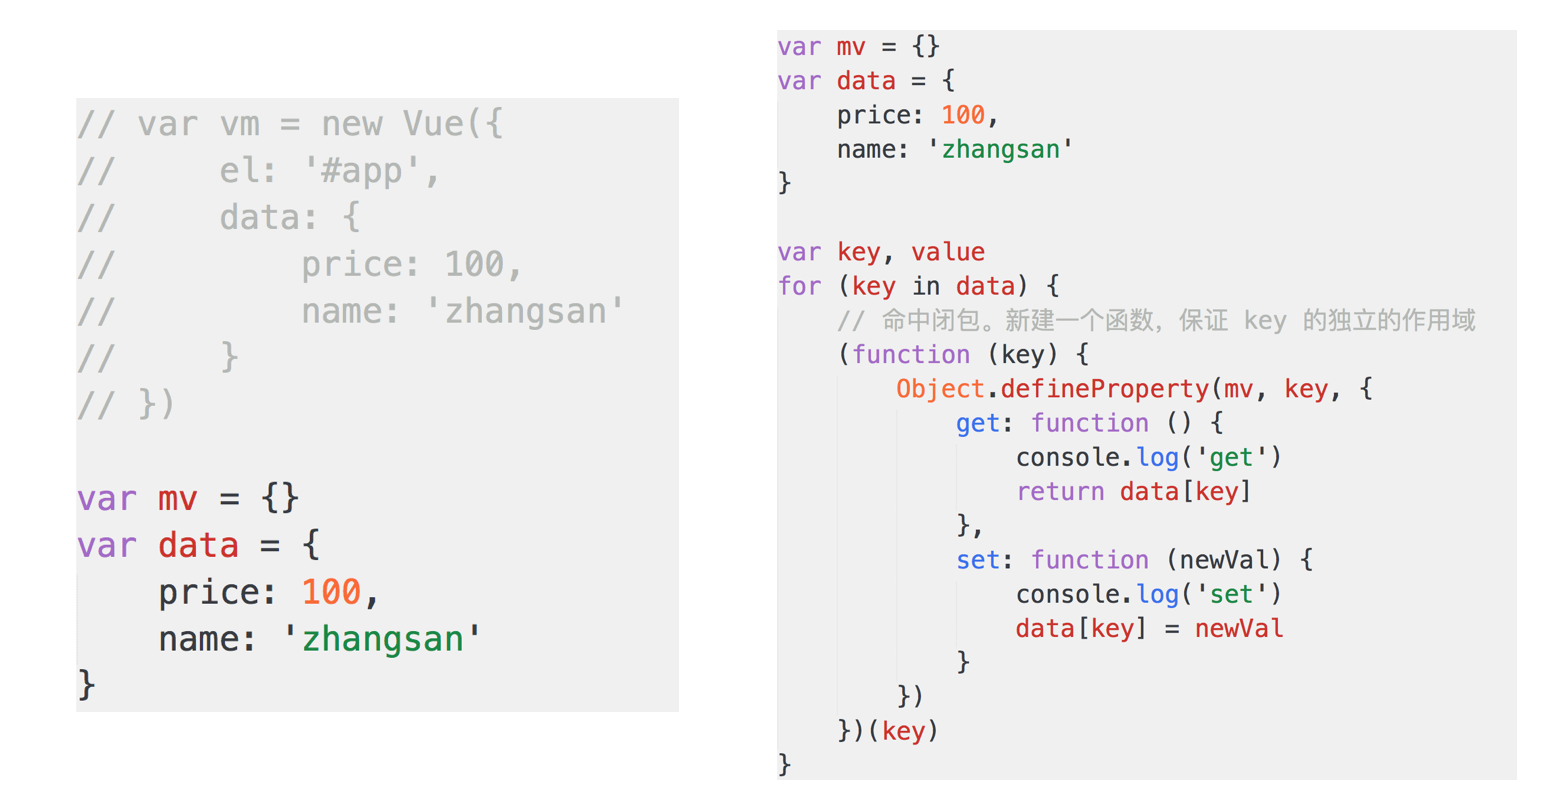 // var vm = new Vue({
//     el: '#app',
//     data: {
//         price: 100,
//         name: 'zhangsan'
//     }
// })
var mv = {}
var data = {
    price: 100,
    name: 'zhangsan'
}
var mv = {}
var data = {
    price: 100,
    name: 'zhangsan'
}
var key, value
for (key in data) {
    // 命中闭包。新建一个函数，保证 key 的独立的作用域
    (function (key) {
        Object.defineProperty(mv, key, {
            get: function () {
                console.log('get')
                return data[key]
            },
            set: function (newVal) {
                console.log('set')
                data[key] = newVal
            }
        })
    })(key)
}